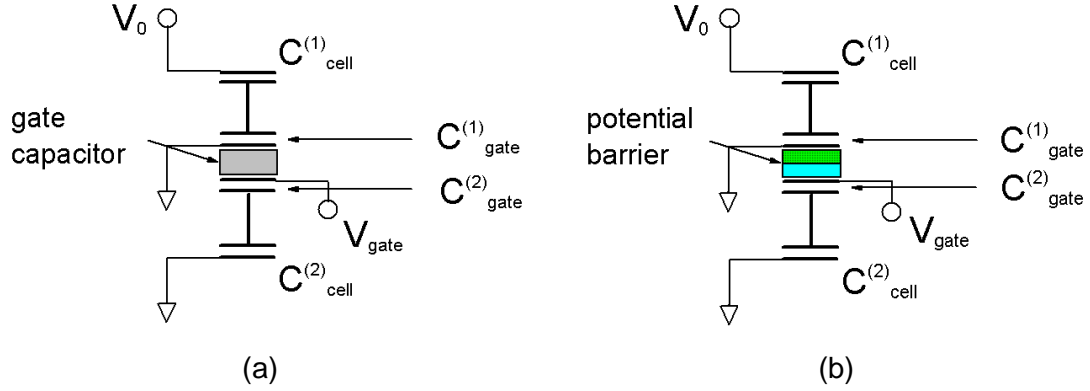 V₀
C⁽¹⁾cell
gate
capacitor
C⁽¹⁾gate
C⁽²⁾gate
Vgate
C⁽²⁾cell
(a)
V₀
C⁽¹⁾cell
potential
barrier
C⁽¹⁾gate
C⁽²⁾gate
Vgate
C⁽²⁾cell
(b)